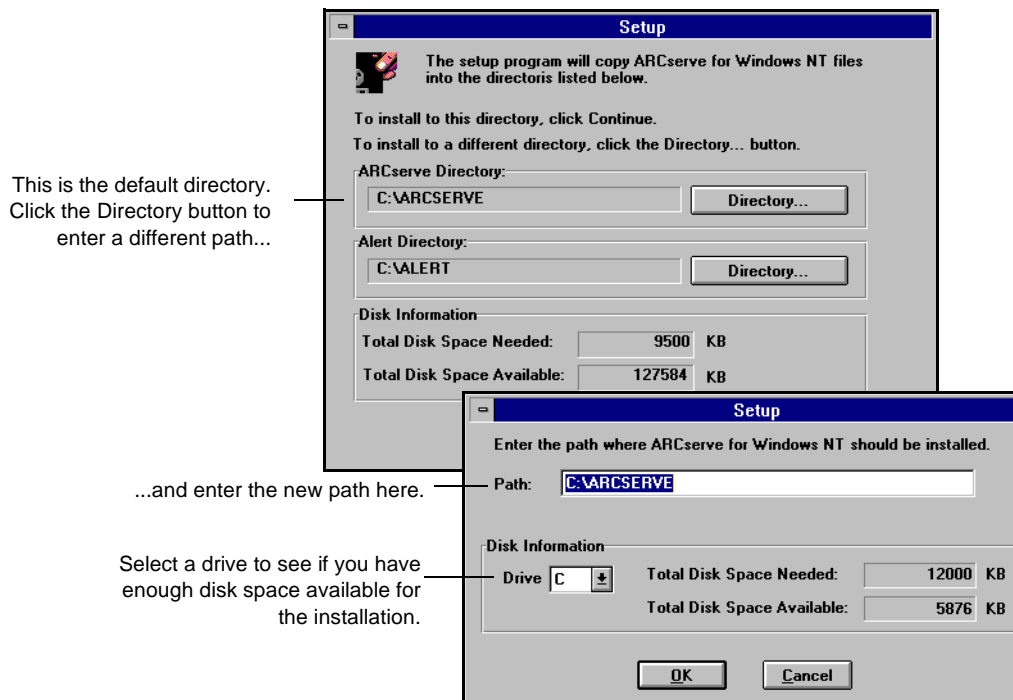 Setup
The setup program will copy ARCserve for Windows NT files
into the directoris listed below.
To install to this directory, click Continue.
To install to a different directory, click the Directory... button.
ARCserve Directory:
C:\ARCSERVE
Directory...
This is the default directory.
Click the Directory button to
enter a different path...
Alert Directory:
C:\ALERT
Directory...
Disk Information
Total Disk Space Needed: 9500 KB
Total Disk Space Available: 127584 KB
Setup
Enter the path where ARCserve for Windows NT should be installed.
...and enter the new path here.
Path: C:\ARCSERVE
Disk Information
Select a drive to see if you have
enough disk space available for
the installation.
Drive C
Total Disk Space Needed: 12000 KB
Total Disk Space Available: 5876 KB
OK
Cancel